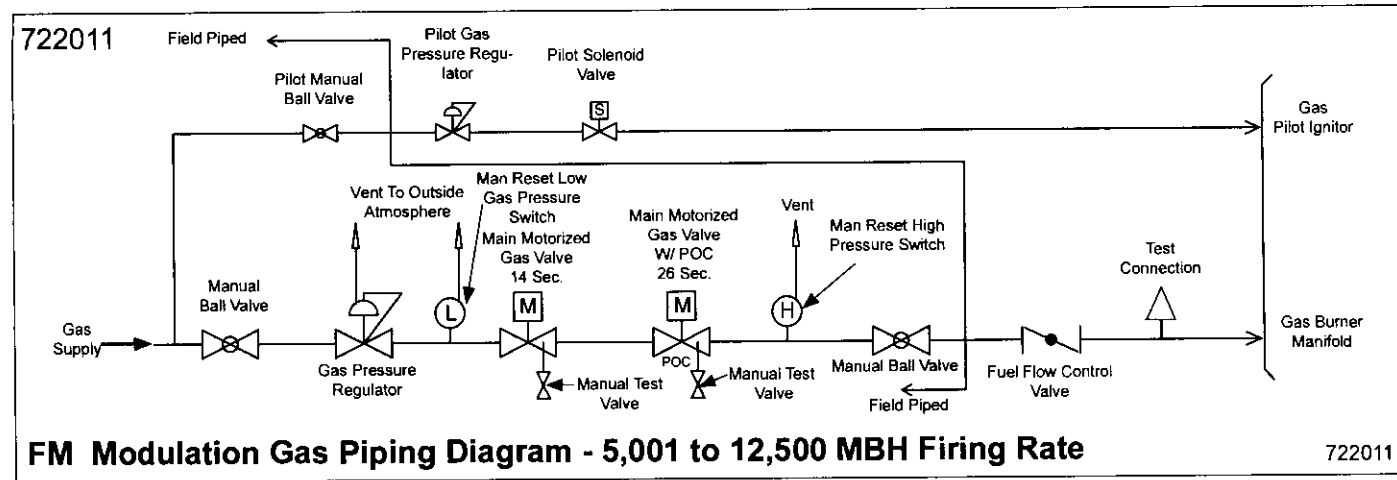 722011
Field Piped
Pilot Gas
Pressure Regu-
lator
Pilot Solenoid
Valve
Pilot Manual
Ball Valve
S
Gas
Pilot Ignitor
Vent To Outside
Atmosphere
Man Reset Low
Gas Pressure
Switch
Main Motorized
Gas Valve
14 Sec.
Main Motorized
Gas Valve
W/ POC
26 Sec.
Vent
Man Reset High
Pressure Switch
Test
Connection
Manual
Ball Valve
L
M
M
H
Gas
Supply
Gas Burner
Manifold
POC
Gas Pressure
Regulator
Manual Test
Valve
Manual Test
Valve
Manual Ball Valve
Fuel Flow Control
Valve
Field Piped
FM Modulation Gas Piping Diagram - 5,001 to 12,500 MBH Firing Rate
722011